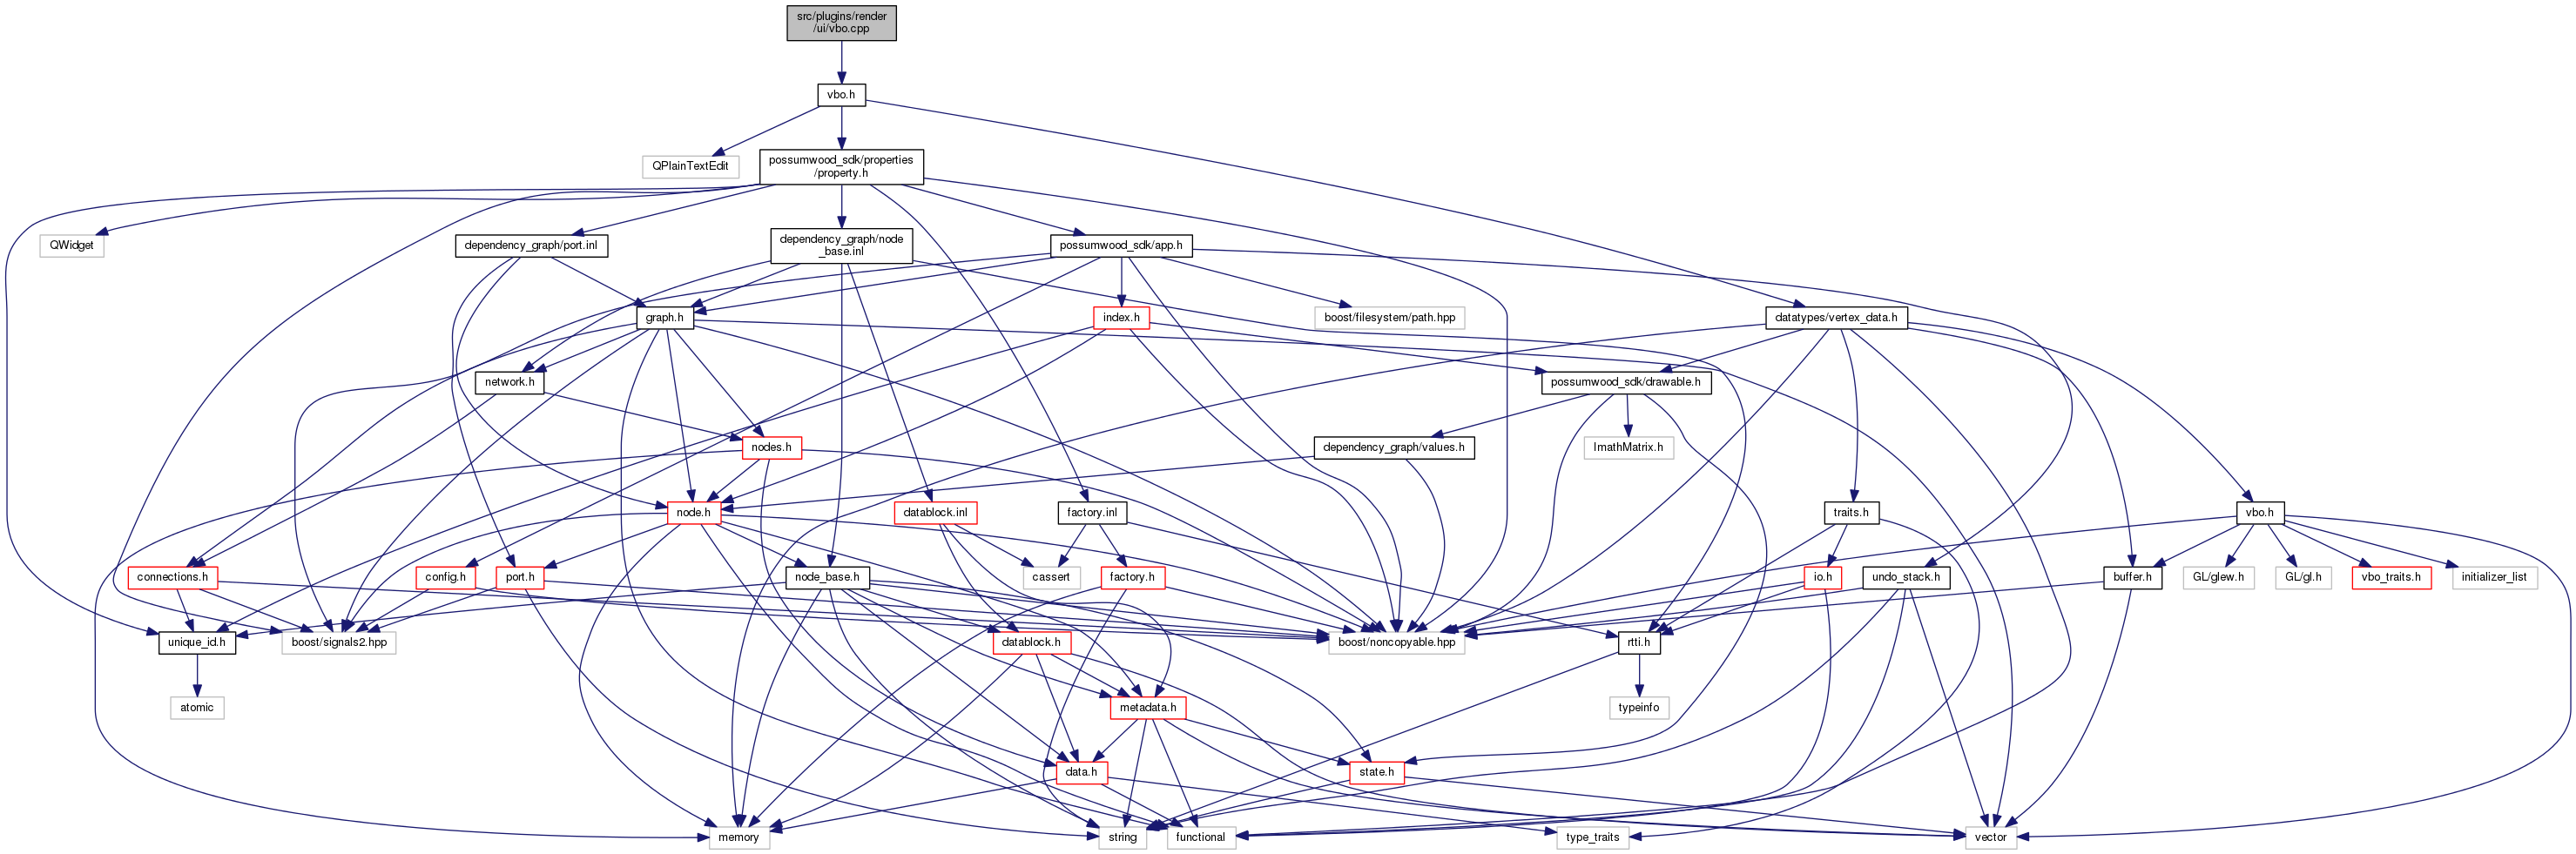 src/plugins/render
/ui/vbo.cpp
vbo.h
QPlainTextEdit
possumwood_sdk/properties
/property.h
QWidget
dependency_graph/port.inl
dependency_graph/node
_base.inl
possumwood_sdk/app.h
graph.h
index.h
boost/filesystem/path.hpp
datatypes/vertex_data.h
network.h
possumwood_sdk/drawable.h
nodes.h
dependency_graph/values.h
ImathMatrix.h
node.h
datablock.inl
factory.inl
traits.h
vbo.h
connections.h
config.h
port.h
node_base.h
cassert
factory.h
io.h
undo_stack.h
buffer.h
GL/glew.h
GL/gl.h
vbo_traits.h
initializer_list
unique_id.h
boost/signals2.hpp
datablock.h
boost/noncopyable.hpp
rtti.h
atomic
metadata.h
typeinfo
data.h
state.h
memory
string
functional
type_traits
vector